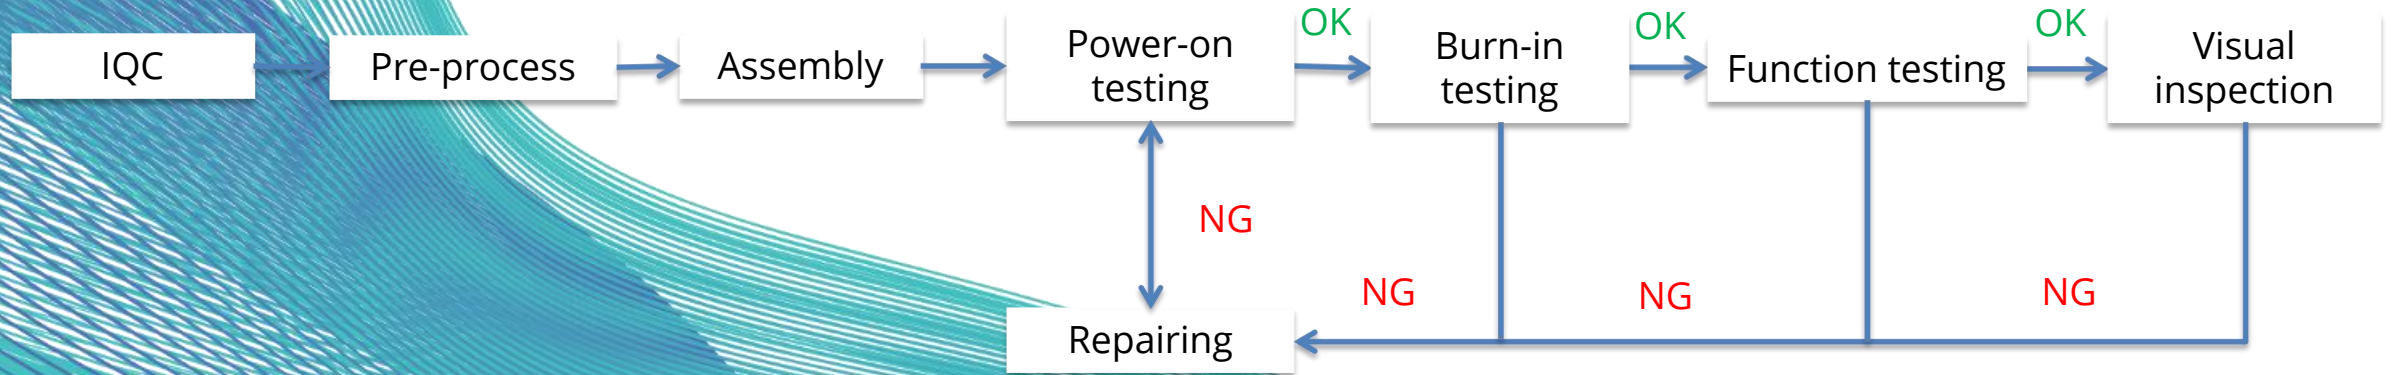 IQC
Pre-process
Assembly
Power-on
testing
OK
Burn-in
testing
OK
Function testing
OK
Visual
inspection
NG
NG
NG
NG
Repairing